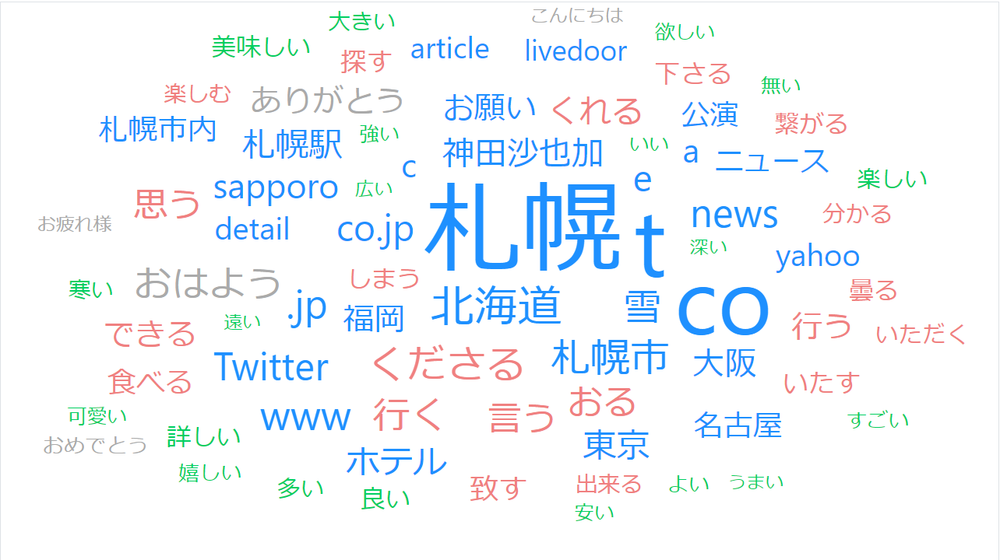 こんにちは
大きい
欲しい
美味しい
article
livedoor
探す
下さる
無い
楽しむ
ありがとう
お願い
くれる
公演
繋がる
札幌市内
札幌駅
強い
神田沙也加
いい
a
ニュース
c
e
楽しい
sapporo
広い
思う
札幌
news
分かる
お疲れ様
detail
co.jp
t
深い
yahoo
しまう
寒い
おはよう
曇る
.jp
北海道
雪
co
福岡
遠い
できる
行う
いただく
札幌市
Twitter
くださる
大阪
食べる
いたす
おる
可愛い
www
行く
言う
すごい
名古屋
詳しい
おめでとう
東京
ホテル
嬉しい
多い
致す
出来る
よい
うまい
良い
安い